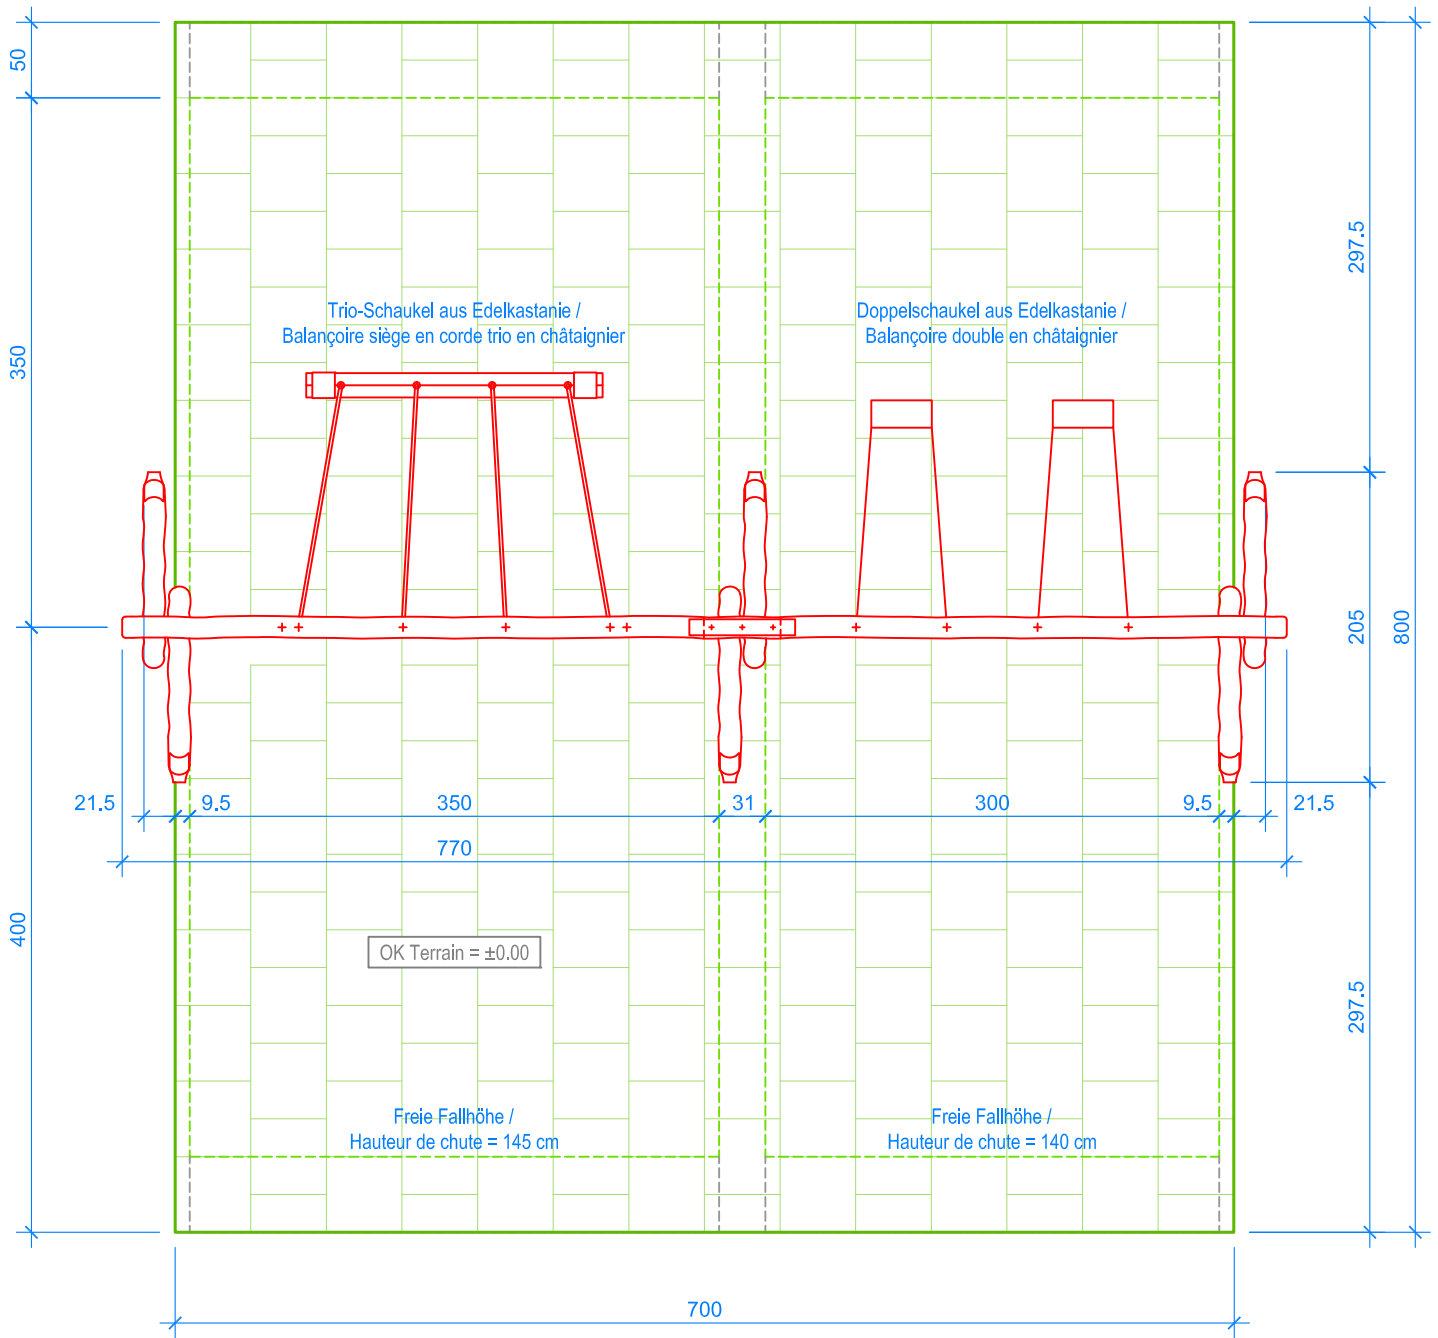 50
297.5
Trio-Schaukel aus Edelkastanie /
Balançoire siège en corde trio en châtaignier
Doppelschaukel aus Edelkastanie /
Balançoire double en châtaignier
350
205
800
21.5
9.5
350
31
300
9.5
21.5
770
400
OK Terrain = ±0.00
297.5
Freie Fallhöhe /
Hauteur de chute = 145 cm
Freie Fallhöhe /
Hauteur de chute = 140 cm
700